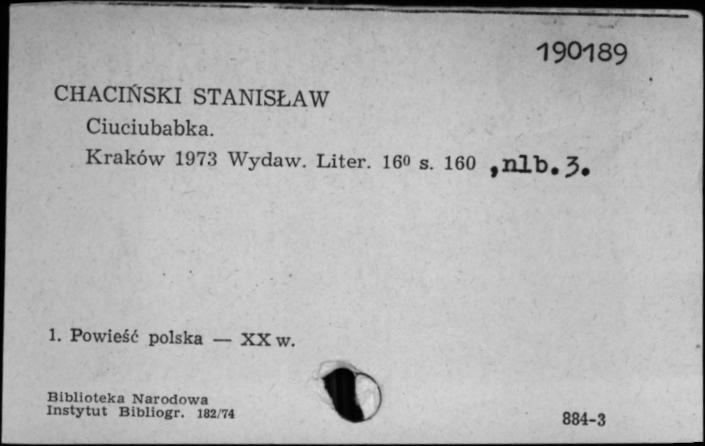 190189
CHACIŃSKI STANISŁAW
Ciuciubabka.
Kraków 1973 Wydaw. Liter. 16⁰ s. 160 ,nlb.3.
1. Powieść polska — XX w.
Biblioteka Narodowa
Instytut Bibliogr. 182/74
884-3